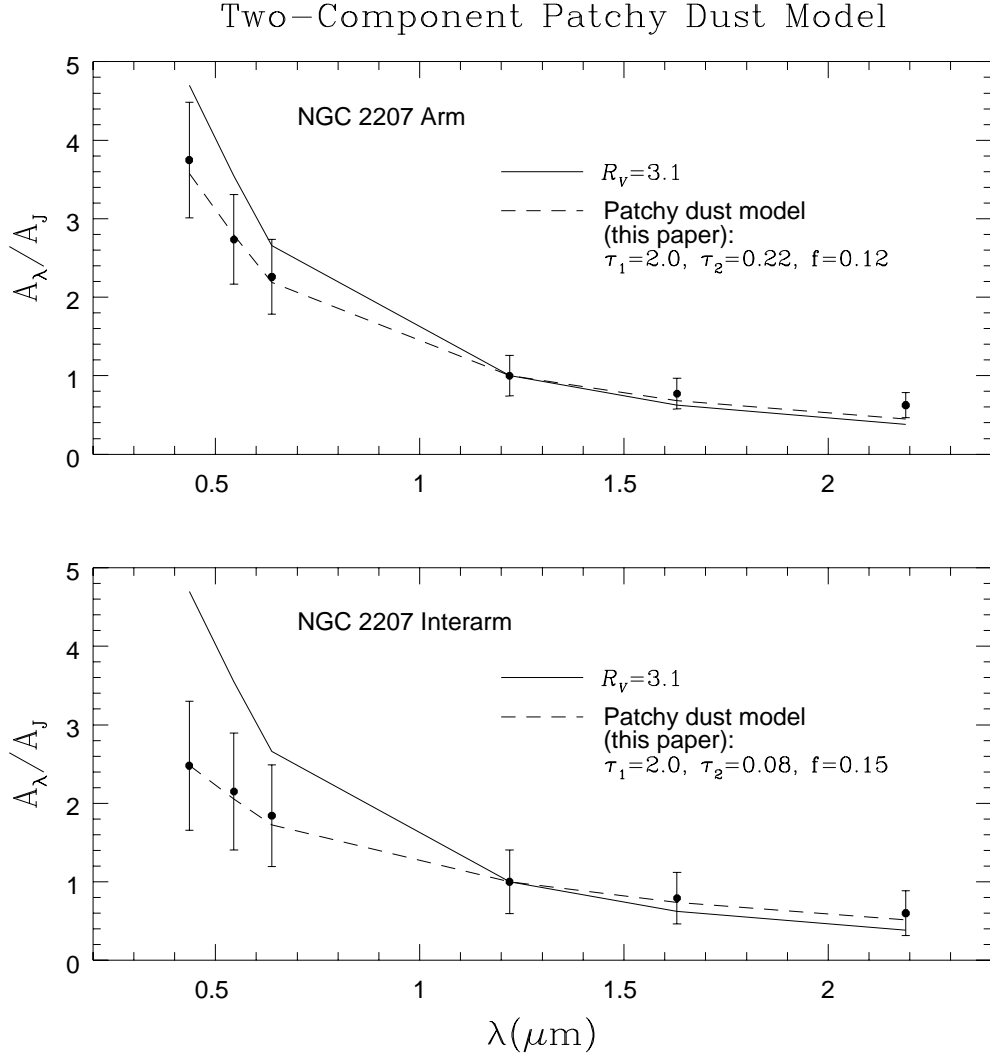 Two-Component Patchy Dust Model
5
4
3
2
1
0
A_λ/A_J
NGC 2207 Arm
R_V=3.1
Patchy dust model
(this paper):
τ_1=2.0, τ_2=0.22, f=0.12
0.5 1 1.5 2
5
4
3
2
1
0
A_λ/A_J
NGC 2207 Interarm
R_V=3.1
Patchy dust model
(this paper):
τ_1=2.0, τ_2=0.08, f=0.15
0.5 1 1.5 2
λ(μm)